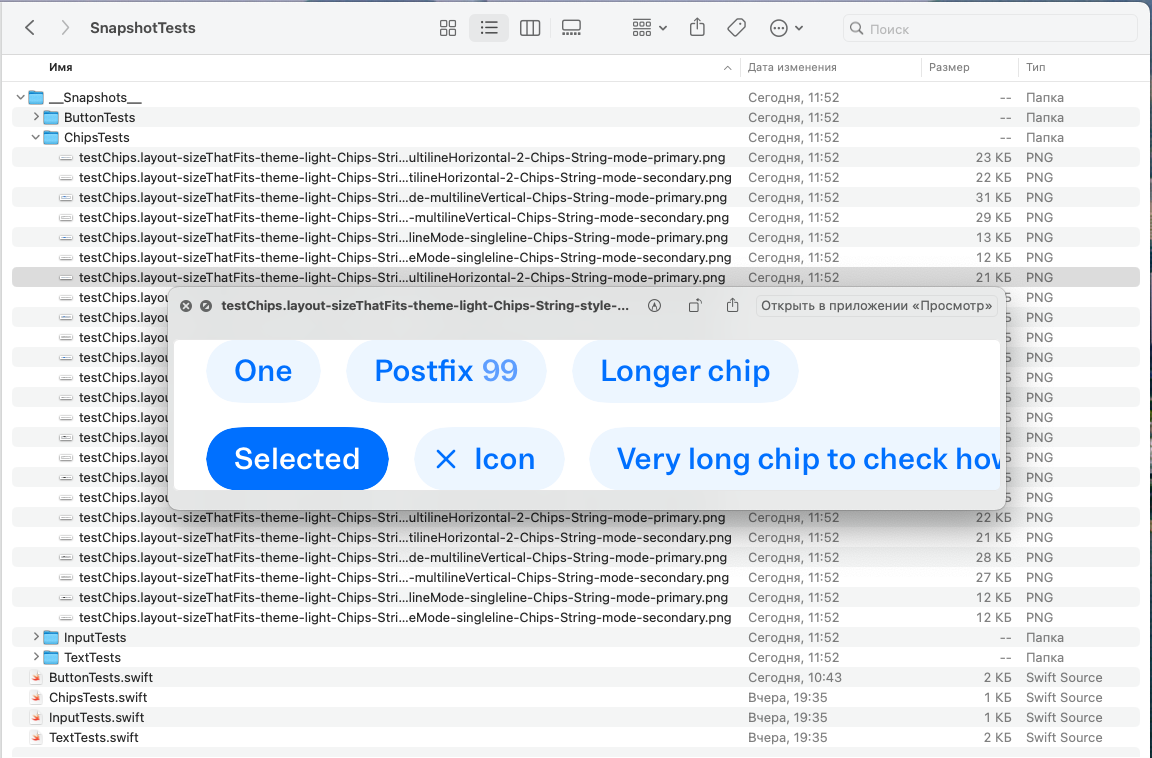 SnapshotTests
Поиск
Имя Дата изменения Размер Тип
__Snapshots__ Сегодня, 11:52 -- Папка
ButtonTests Сегодня, 11:52 -- Папка
ChipsTests Сегодня, 11:52 -- Папка
testChips.layout-sizeThatFits-theme-light-Chips-Stri...ultilineHorizontal-2-Chips-String-mode-primary.png Сегодня, 11:52 23 КБ PNG
testChips.layout-sizeThatFits-theme-light-Chips-Stri...tilineHorizontal-2-Chips-String-mode-secondary.png Сегодня, 11:52 22 КБ PNG
testChips.layout-sizeThatFits-theme-light-Chips-Stri...de-multilineVertical-Chips-String-mode-primary.png Сегодня, 11:52 31 КБ PNG
testChips.layout-sizeThatFits-theme-light-Chips-Stri...-multilineVertical-Chips-String-mode-secondary.png Сегодня, 11:52 29 КБ PNG
testChips.layout-sizeThatFits-theme-light-Chips-Stri...lineMode-singleline-Chips-String-mode-primary.png Сегодня, 11:52 13 КБ PNG
testChips.layout-sizeThatFits-theme-light-Chips-Stri...eMode-singleline-Chips-String-mode-secondary.png Сегодня, 11:52 12 КБ PNG
testChips.layout-sizeThatFits-theme-light-Chips-Stri...ultilineHorizontal-2-Chips-String-mode-primary.png Сегодня, 11:52 21 КБ PNG
testChips.layout-sizeThatFits-theme-light-Chips-String-style-... Открыть в приложении «Просмотр»
One Postfix 99 Longer chip
Selected Icon Very long chip to check how
testChips.l PNG
testChips.l PNG
testChips.l PNG
testChips.l PNG
testChips.l PNG
testChips.l PNG
testChips.l PNG
testChips.l PNG
testChips.l PNG
testChips.l PNG
testChips.l PNG
testChips.layout-sizeThatFits-theme-light-Chips-Stri...ultilineHorizontal-2-Chips-String-mode-primary.png Сегодня, 11:52 22 КБ PNG
testChips.layout-sizeThatFits-theme-light-Chips-Stri...tilineHorizontal-2-Chips-String-mode-secondary.png Сегодня, 11:52 21 КБ PNG
testChips.layout-sizeThatFits-theme-light-Chips-Stri...de-multilineVertical-Chips-String-mode-primary.png Сегодня, 11:52 28 КБ PNG
testChips.layout-sizeThatFits-theme-light-Chips-Stri...-multilineVertical-Chips-String-mode-secondary.png Сегодня, 11:52 27 КБ PNG
testChips.layout-sizeThatFits-theme-light-Chips-Stri...lineMode-singleline-Chips-String-mode-primary.png Сегодня, 11:52 12 КБ PNG
testChips.layout-sizeThatFits-theme-light-Chips-Stri...eMode-singleline-Chips-String-mode-secondary.png Сегодня, 11:52 12 КБ PNG
InputTests Сегодня, 11:52 -- Папка
TextTests Сегодня, 11:52 -- Папка
ButtonTests.swift Сегодня, 10:43 2 КБ Swift Source
ChipsTests.swift Вчера, 19:35 1 КБ Swift Source
InputTests.swift Вчера, 19:35 1 КБ Swift Source
TextTests.swift Вчера, 19:35 2 КБ Swift Source